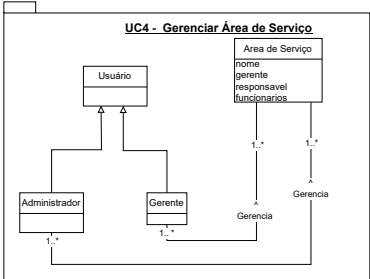 UC4 - Gerenciar Área de Serviço
Area de Serviço
nome
gerente
responsavel
funcionarios
Usuário
1..*
1..*
^
Gerencia
^
Gerencia
Administrador
Gerente
1..*
1.. *